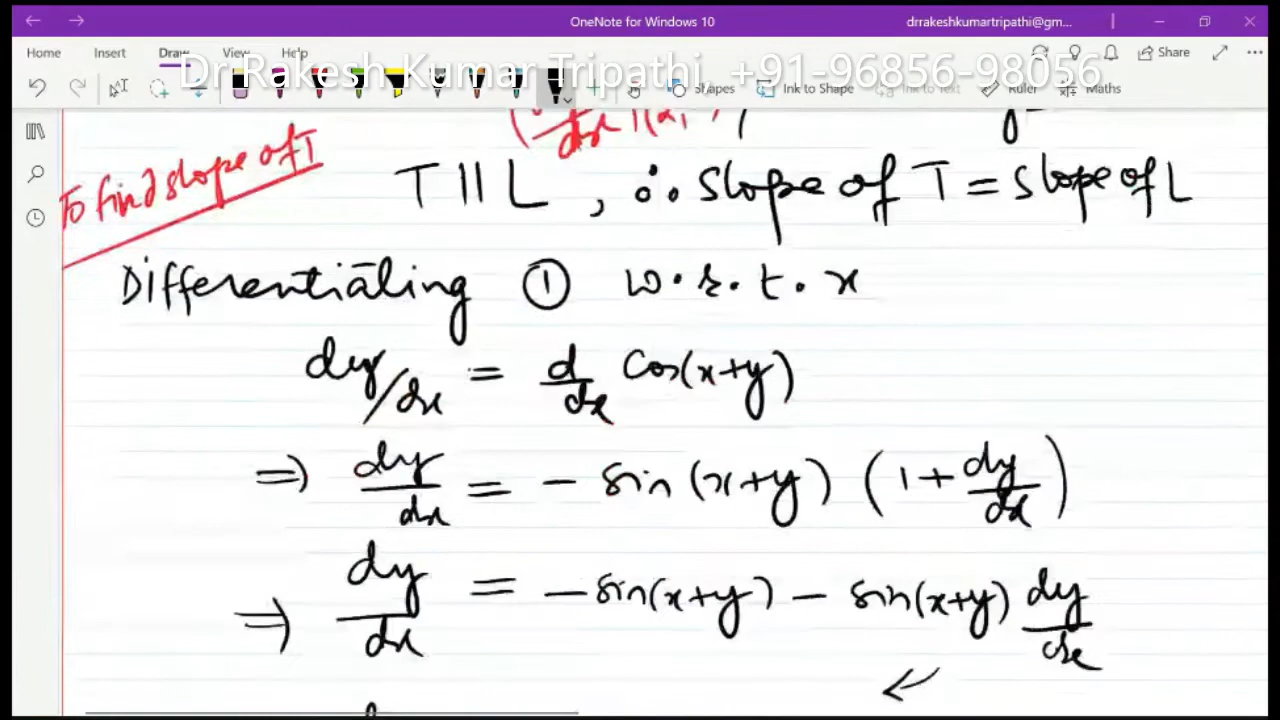 OneNote for Windows 10
drrakeshkumartripathi@gm...
Home Insert Draw View Help
Share
Dr Rakesh Kumar Tripathi +91-96856-98056
Shapes Ink to Shape Ink to Text Ruler Maths
To find slope of T
T || L , ∴ Slope of T = Slope of L
Differentiating ① w.r.t. x
dy/dx = d/dx Cos(x+y)
⇒ dy/dx = - sin (x+y) (1 + dy/dx)
⇒ dy/dx = - sin(x+y) - sin(x+y) dy/dx